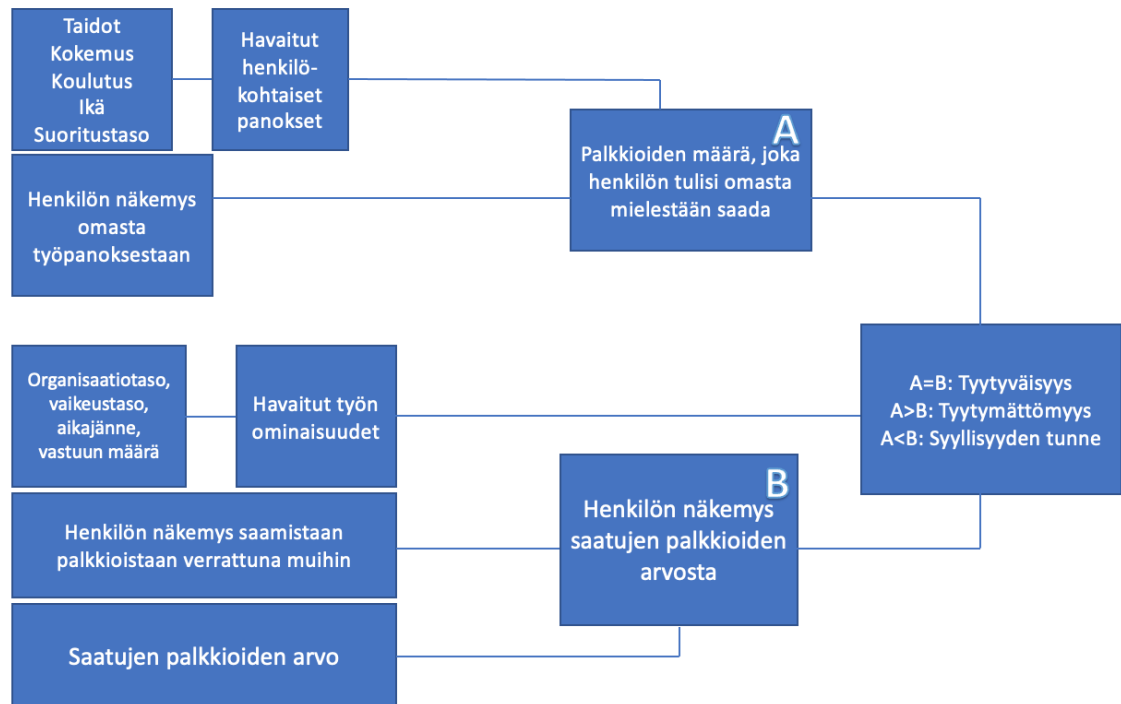 Taidot
Kokemus
Koulutus
Ikä
Suoritustaso
Havaitut
henkilö-
kohtaiset
panokset
A
Palkkioiden määrä, joka
henkilön tulisi omasta
mielestään saada
Henkilön näkemys
omasta
työpanoksestaan
Organisaatiotaso,
vaikeustaso,
aikajänne,
vastuun määrä
Havaitut työn
ominaisuudet
A=B: Tyytyväisyys
A>B: Tyytymättömyys
A<B: Syyllisyyden tunne
B
Henkilön näkemys
saatujen palkkioiden
arvosta
Henkilön näkemys saamistaan
palkkioistaan verrattuna muihin
Saatujen palkkioiden arvo